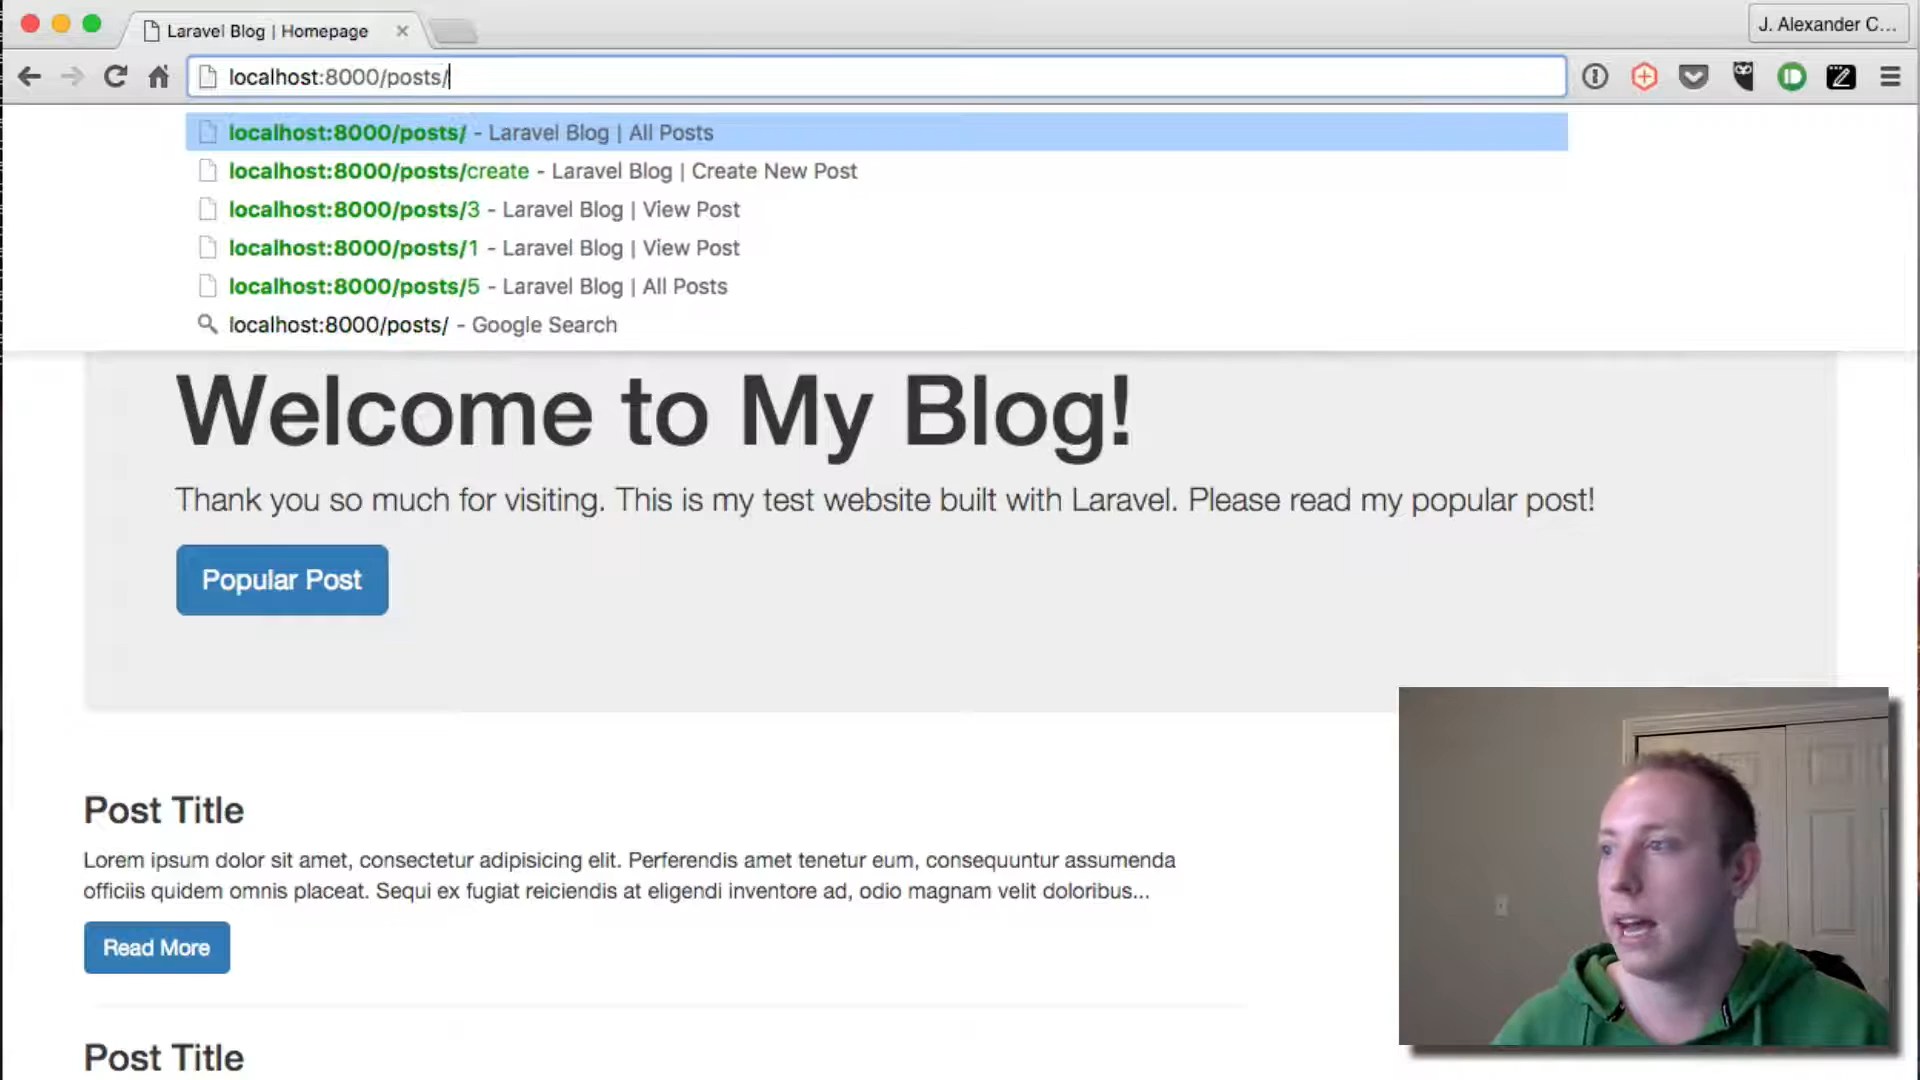 Laravel Blog | Homepage
J. Alexander C...
localhost:8000/posts/
localhost:8000/posts/ - Laravel Blog | All Posts
localhost:8000/posts/create - Laravel Blog | Create New Post
localhost:8000/posts/3 - Laravel Blog | View Post
localhost:8000/posts/1 - Laravel Blog | View Post
localhost:8000/posts/5 - Laravel Blog | All Posts
localhost:8000/posts/ - Google Search
Welcome to My Blog!
Thank you so much for visiting. This is my test website built with Laravel. Please read my popular post!
Popular Post
Post Title
Lorem ipsum dolor sit amet, consectetur adipisicing elit. Perferendis amet tenetur eum, consequuntur assumenda
officiis quidem omnis placeat. Sequi ex fugiat reiciendis at eligendi inventore ad, odio magnam velit doloribus...
Read More
Post Title